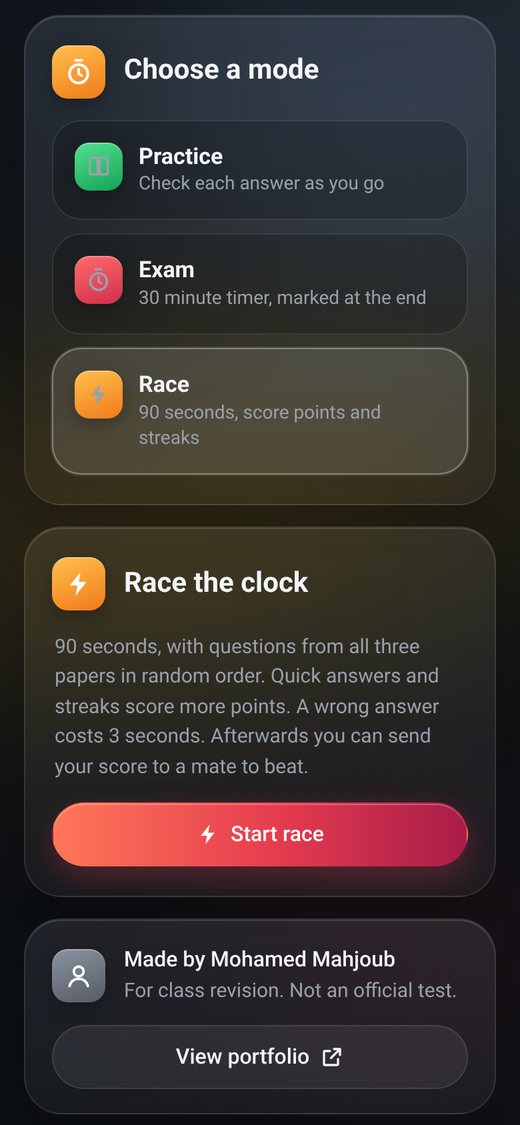 Choose a mode
Practice
Check each answer as you go
Exam
30 minute timer, marked at the end
Race
90 seconds, score points and
streaks
Race the clock
90 seconds, with questions from all three
papers in random order. Quick answers and
streaks score more points. A wrong answer
costs 3 seconds. Afterwards you can send
your score to a mate to beat.
Start race
Made by Mohamed Mahjoub
For class revision. Not an official test.
View portfolio